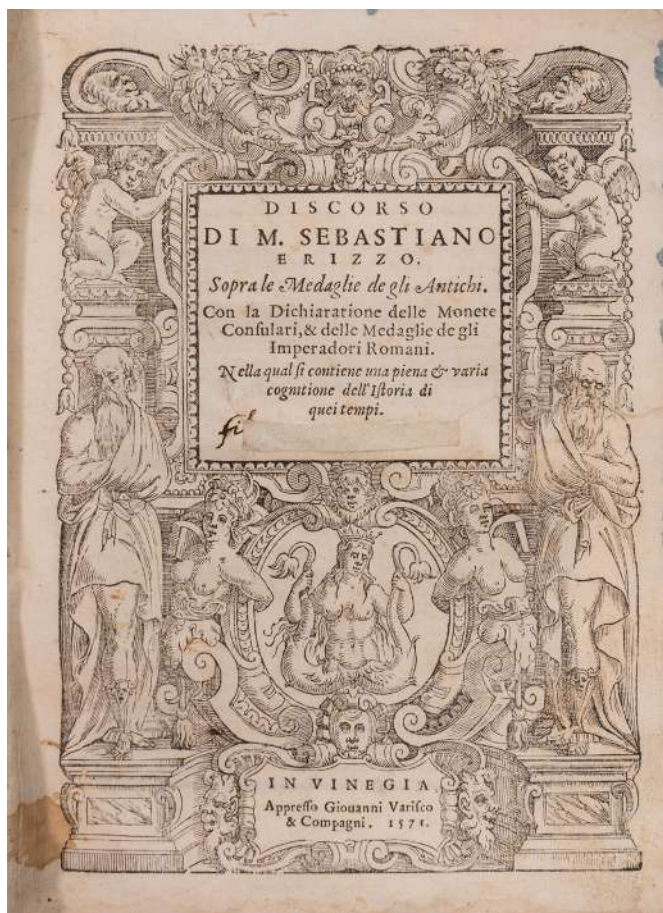 DISCORSO
DI M. SEBASTIANO
ERIZZO.
Sopra le Medaglie de gli Antichi.
Con la Dichiaratione delle Monete
Conſulari, & delle Medaglie de gli
Imperadori Romani.
Nella qual ſi contiene una piena & varia
cognitione dell'Iſtoria di
quei tempi.
IN VINEGIA
Appreſſo Giouanni Variſco
& Compagni. 1571.